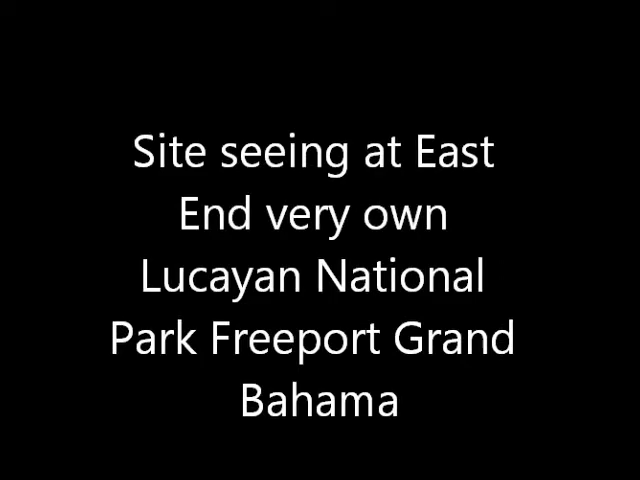 Site seeing at East
End very own
Lucayan National
Park Freeport Grand
Bahama